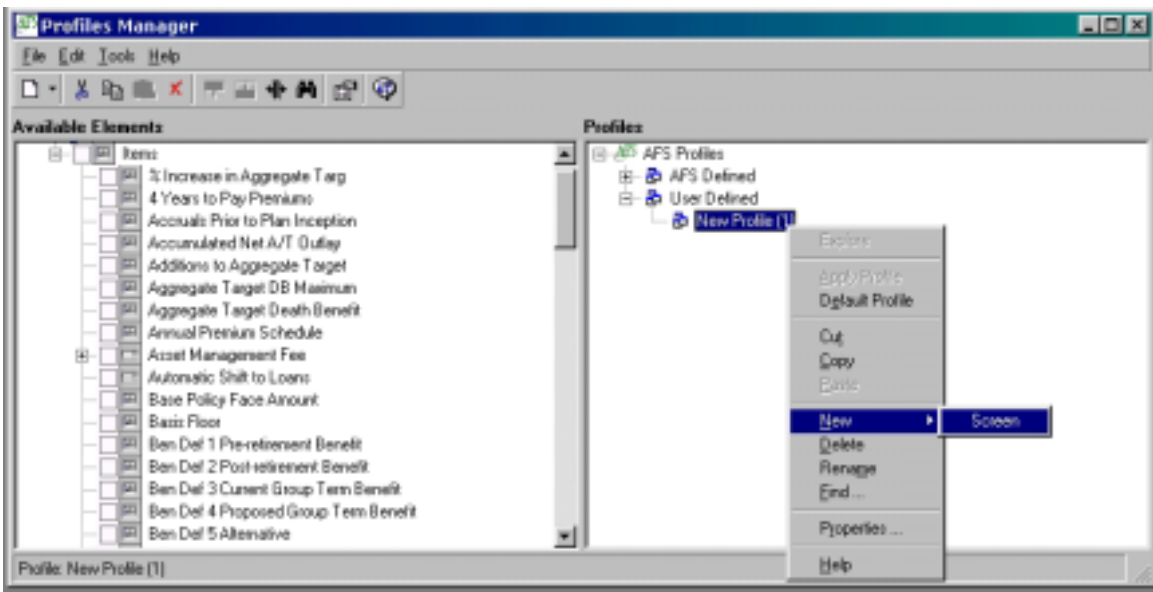 Profiles Manager
File Edit Tools Help
Available Elements
Items
% Increase in Aggregate Targ
4 Years to Pay Premiums
Accruals Prior to Plan Inception
Accumulated Net A/T Outlay
Additions to Aggregate Target
Aggregate Target DB Maximum
Aggregate Target Death Benefit
Annual Premium Schedule
Asset Management Fee
Automatic Shift to Loans
Base Policy Face Amount
Basis Floor
Ben Def 1 Pre-retirement Benefit
Ben Def 2 Post-retirement Benefit
Ben Def 3 Current Group Term Benefit
Ben Def 4 Proposed Group Term Benefit
Ben Def 5 Alternative
Profiles
AFS Profiles
AFS Defined
User Defined
New Profile (1)
Explore
Apply Profile
Default Profile
Cut
Copy
Paste
New
Screen
Delete
Rename
Find ...
Properties ...
Help
Profile: New Profile (1)